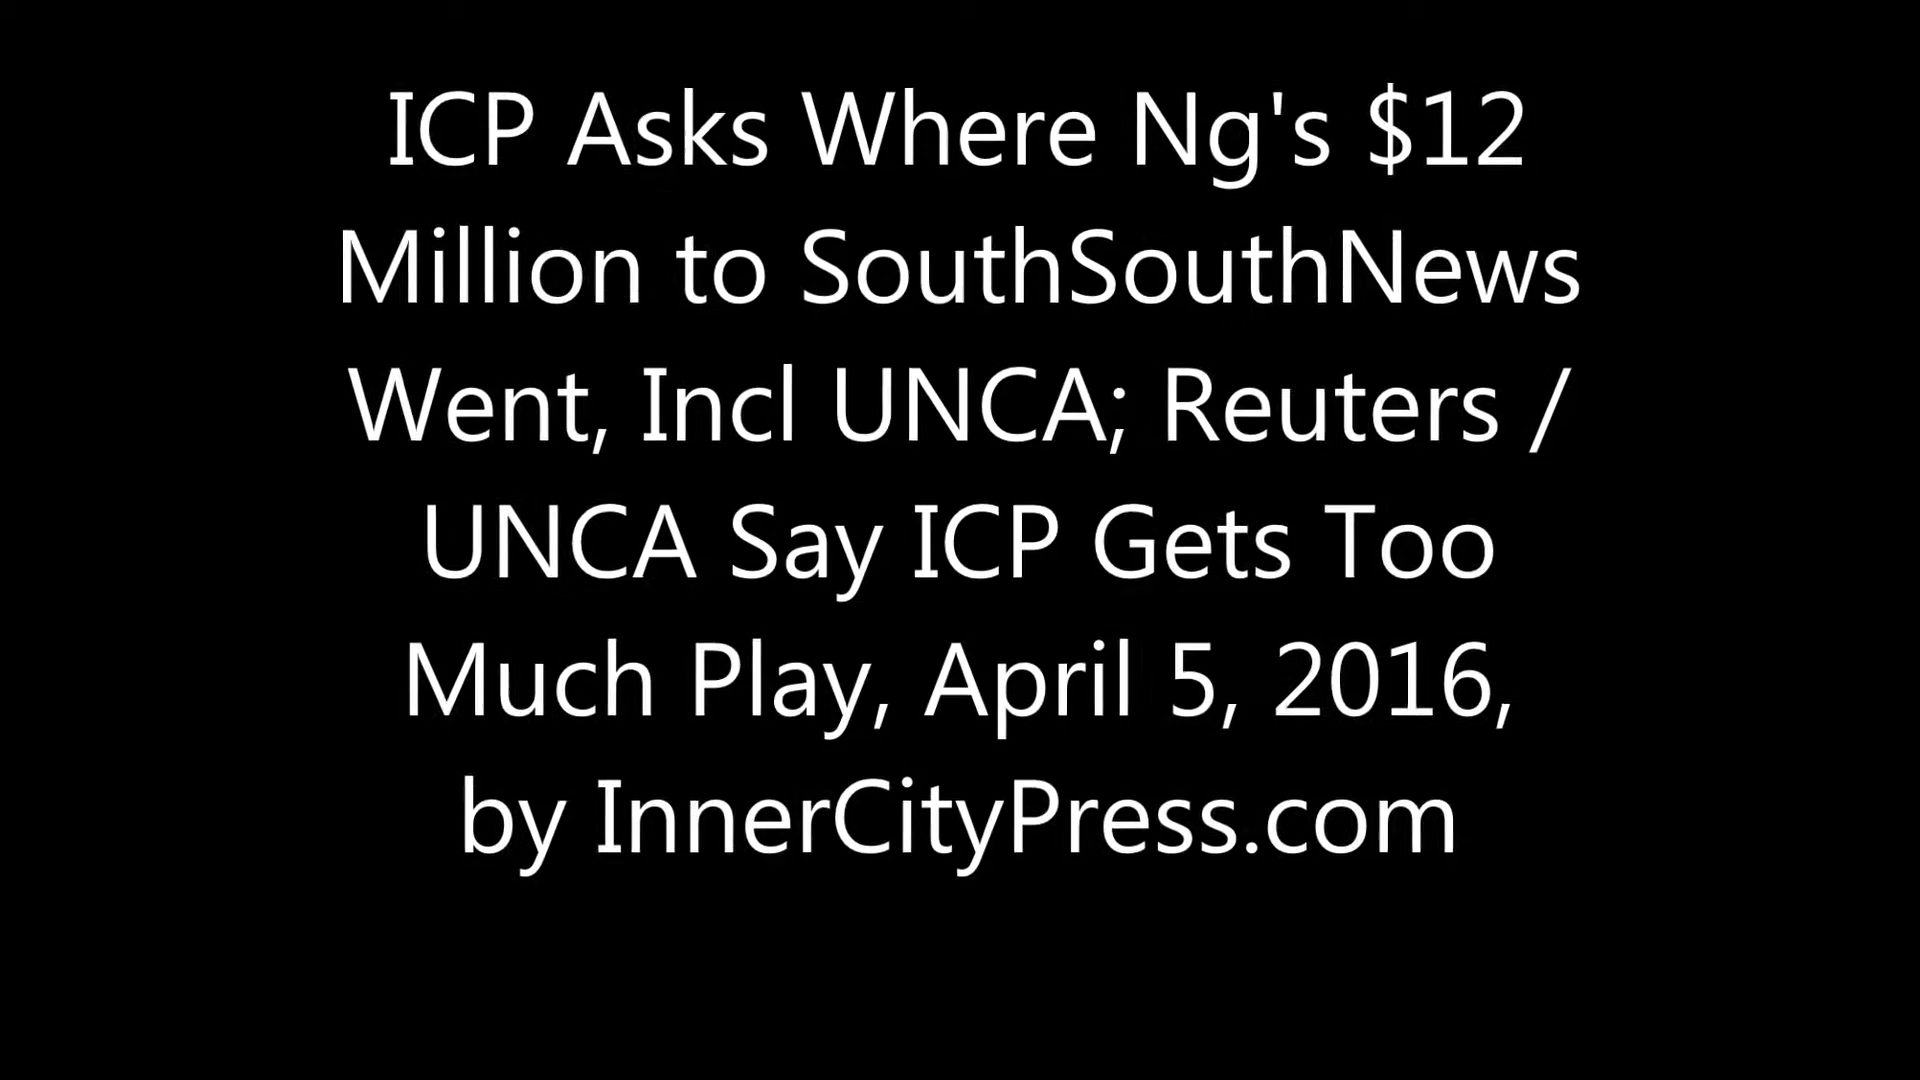 ICP Asks Where Ng's $12
Million to SouthSouthNews
Went, Incl UNCA; Reuters /
UNCA Say ICP Gets Too
Much Play, April 5, 2016,
by InnerCityPress.com